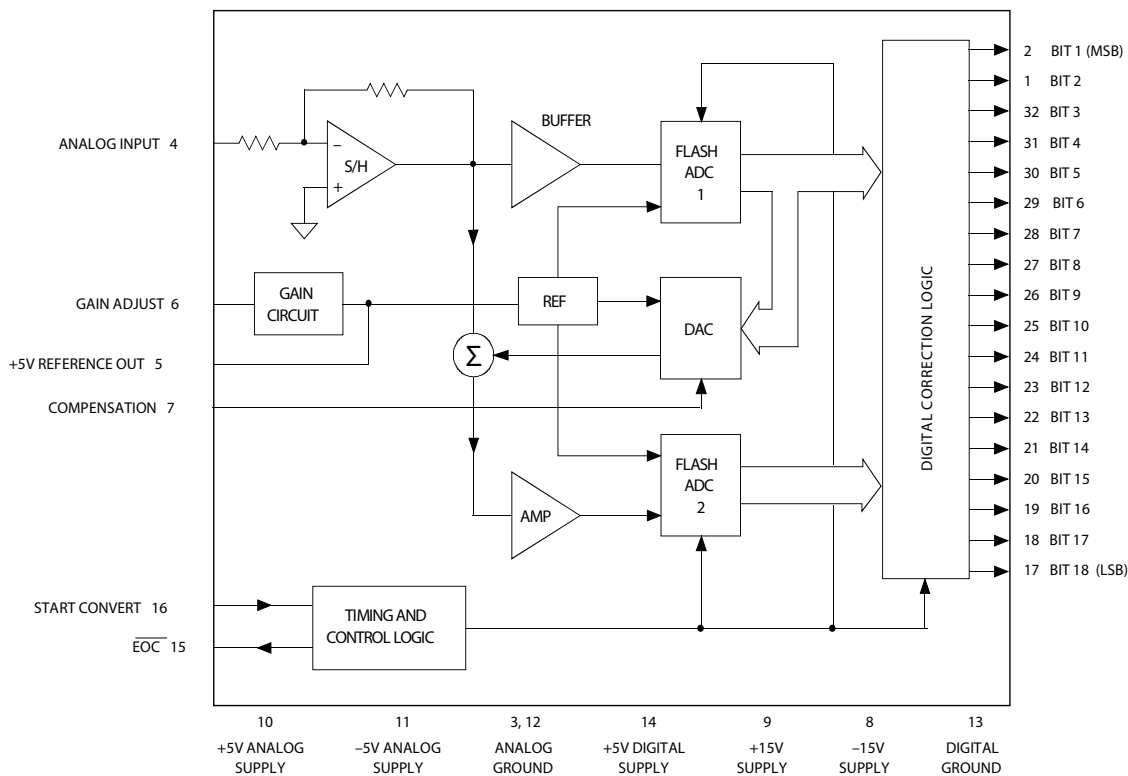 ANALOG INPUT 4
GAIN ADJUST 6
+5V REFERENCE OUT 5
COMPENSATION 7
START CONVERT 16
EOC 15
–
S/H
+
BUFFER
FLASH
ADC
1
GAIN
CIRCUIT
REF
DAC
Σ
AMP
FLASH
ADC
2
TIMING AND
CONTROL LOGIC
DIGITAL CORRECTION LOGIC
2 BIT 1 (MSB)
1 BIT 2
32 BIT 3
31 BIT 4
30 BIT 5
29 BIT 6
28 BIT 7
27 BIT 8
26 BIT 9
25 BIT 10
24 BIT 11
23 BIT 12
22 BIT 13
21 BIT 14
20 BIT 15
19 BIT 16
18 BIT 17
17 BIT 18 (LSB)
10
+5V ANALOG
SUPPLY
11
–5V ANALOG
SUPPLY
3, 12
ANALOG
GROUND
14
+5V DIGITAL
SUPPLY
9
+15V
SUPPLY
8
–15V
SUPPLY
13
DIGITAL
GROUND